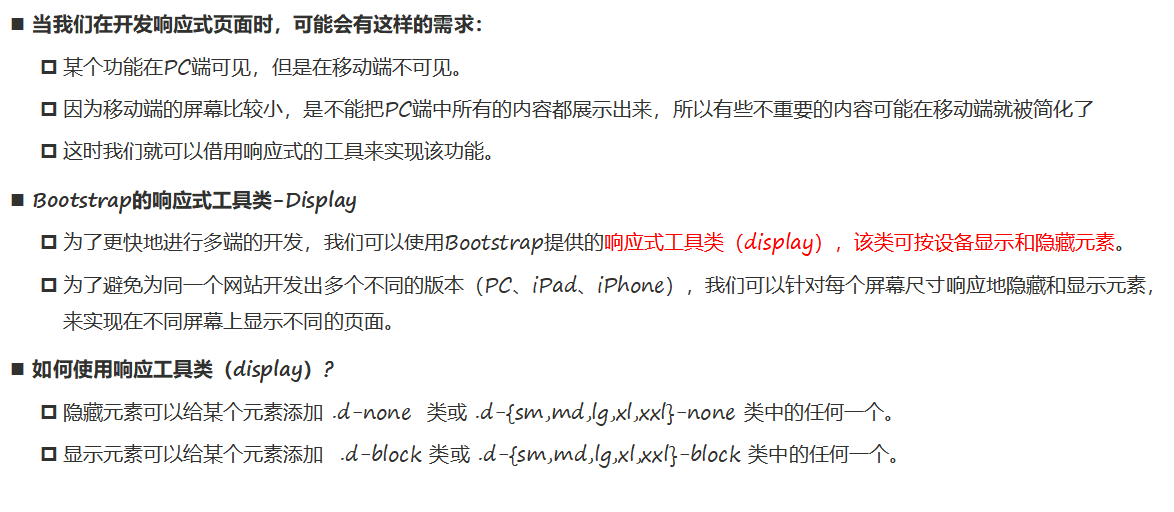 当我们在开发响应式页面时，可能会有这样的需求：
某个功能在PC端可见，但是在移动端不可见。
因为移动端的屏幕比较小，是不能把PC端中所有的内容都展示出来，所以有些不重要的内容可能在移动端就被简化了
这时我们就可以借用响应式的工具来实现该功能。
Bootstrap的响应式工具类-Display
为了更快地进行多端的开发，我们可以使用Bootstrap提供的响应式工具类（display），该类可按设备显示和隐藏元素。
为了避免为同一个网站开发出多个不同的版本（PC、iPad、iPhone），我们可以针对每个屏幕尺寸响应地隐藏和显示元素，
来实现在不同屏幕上显示不同的页面。
如何使用响应工具类（display）?
隐藏元素可以给某个元素添加 .d-none 类或 .d-{sm,md,lg,xl,xxl}-none 类中的任何一个。
显示元素可以给某个元素添加 .d-block 类或 .d-{sm,md,lg,xl,xxl}-block 类中的任何一个。